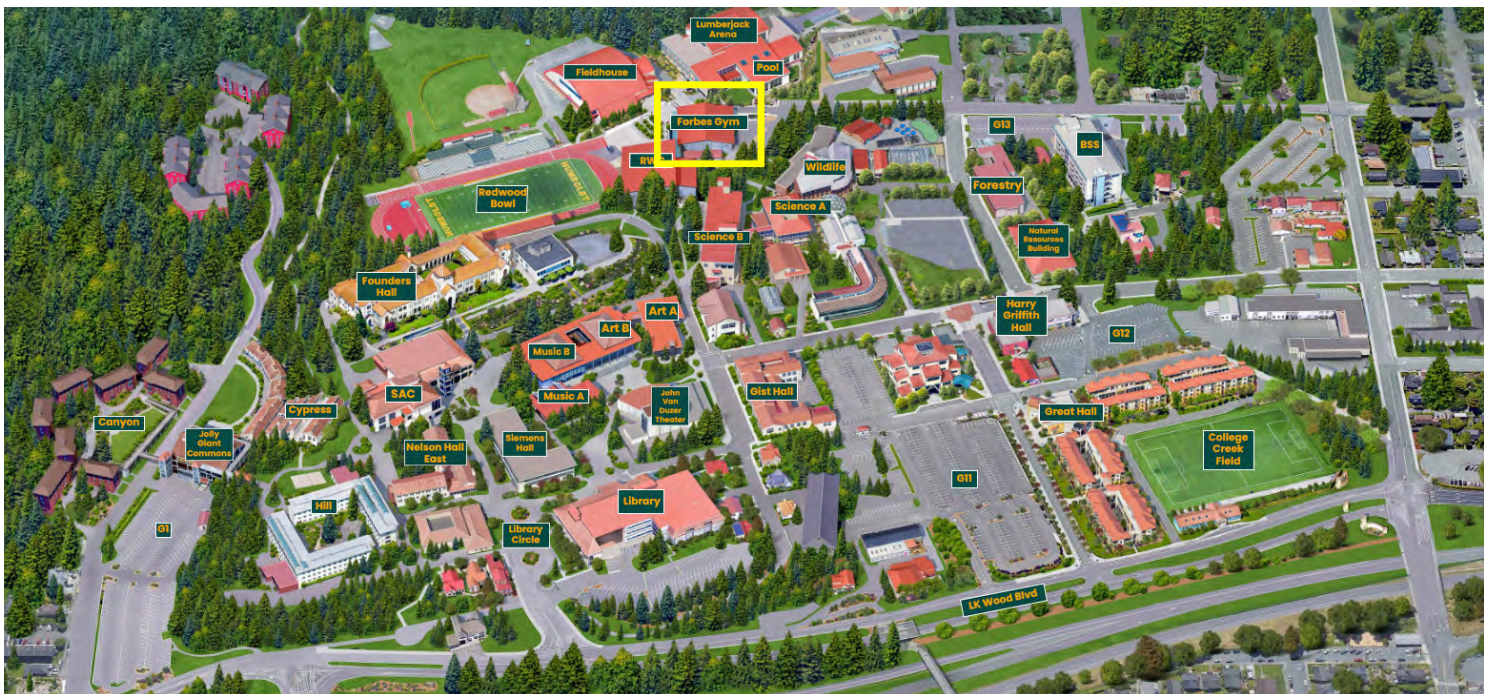 Lumberjack
Arena
Pool
Fieldhouse
Forbes Gym
G13
BSS
Wildlife
Redwood
Bowl
HUMBOLDT
Forestry
Science A
Science B
Natural
Resources
Building
Founders
Hall
Art A
Art B
Music B
Harry
Griffith
Hall
G12
SAC
Music A
John
Van
Duzer
Theater
Gist Hall
Canyon
Cypress
Great Hall
Jolly
Giant
Commons
Nelson Hall
East
Siemens
Hall
College
Creek
Field
G11
Library
Hill
G1
Library
Circle
LK Wood Blvd